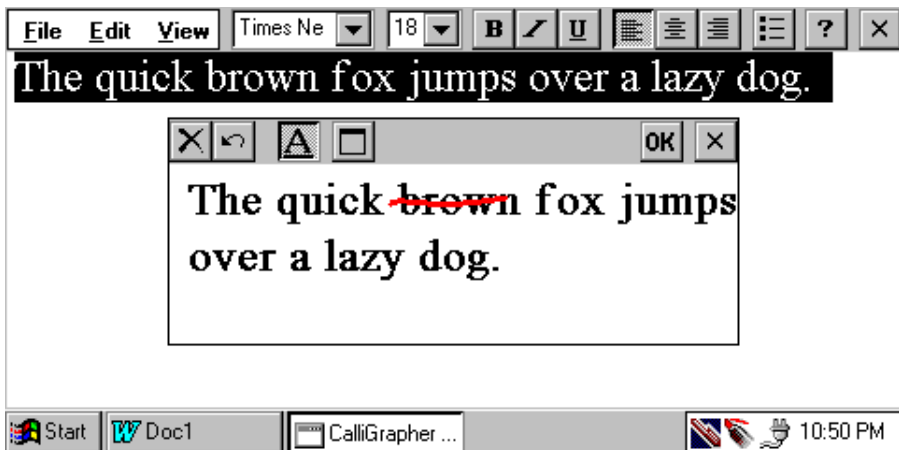 File Edit View Times Ne 18 B I U ?
The quick brown fox jumps over a lazy dog.
A OK
The quick brown fox jumps
over a lazy dog.
Start Doc1 CalliGrapher ... 10:50 PM